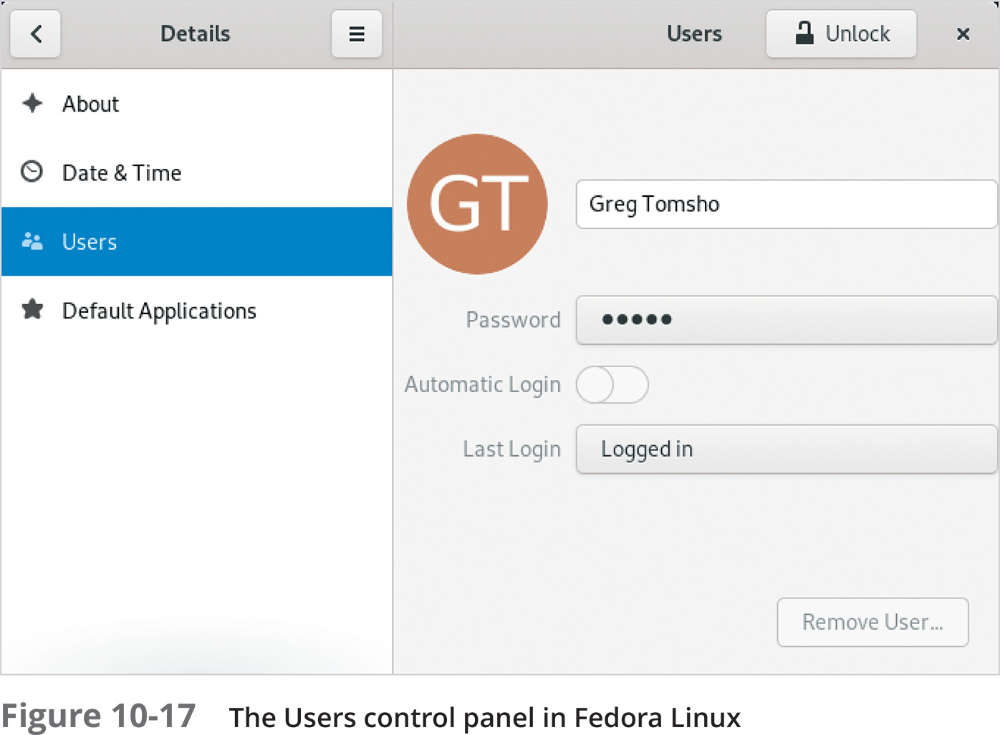 Details
Users
Unlock
About
Date & Time
Users
Default Applications
GT
Greg Tomsho
Password
●●●●●
Automatic Login
Last Login
Logged in
Remove User...
Figure 10-17 The Users control panel in Fedora Linux